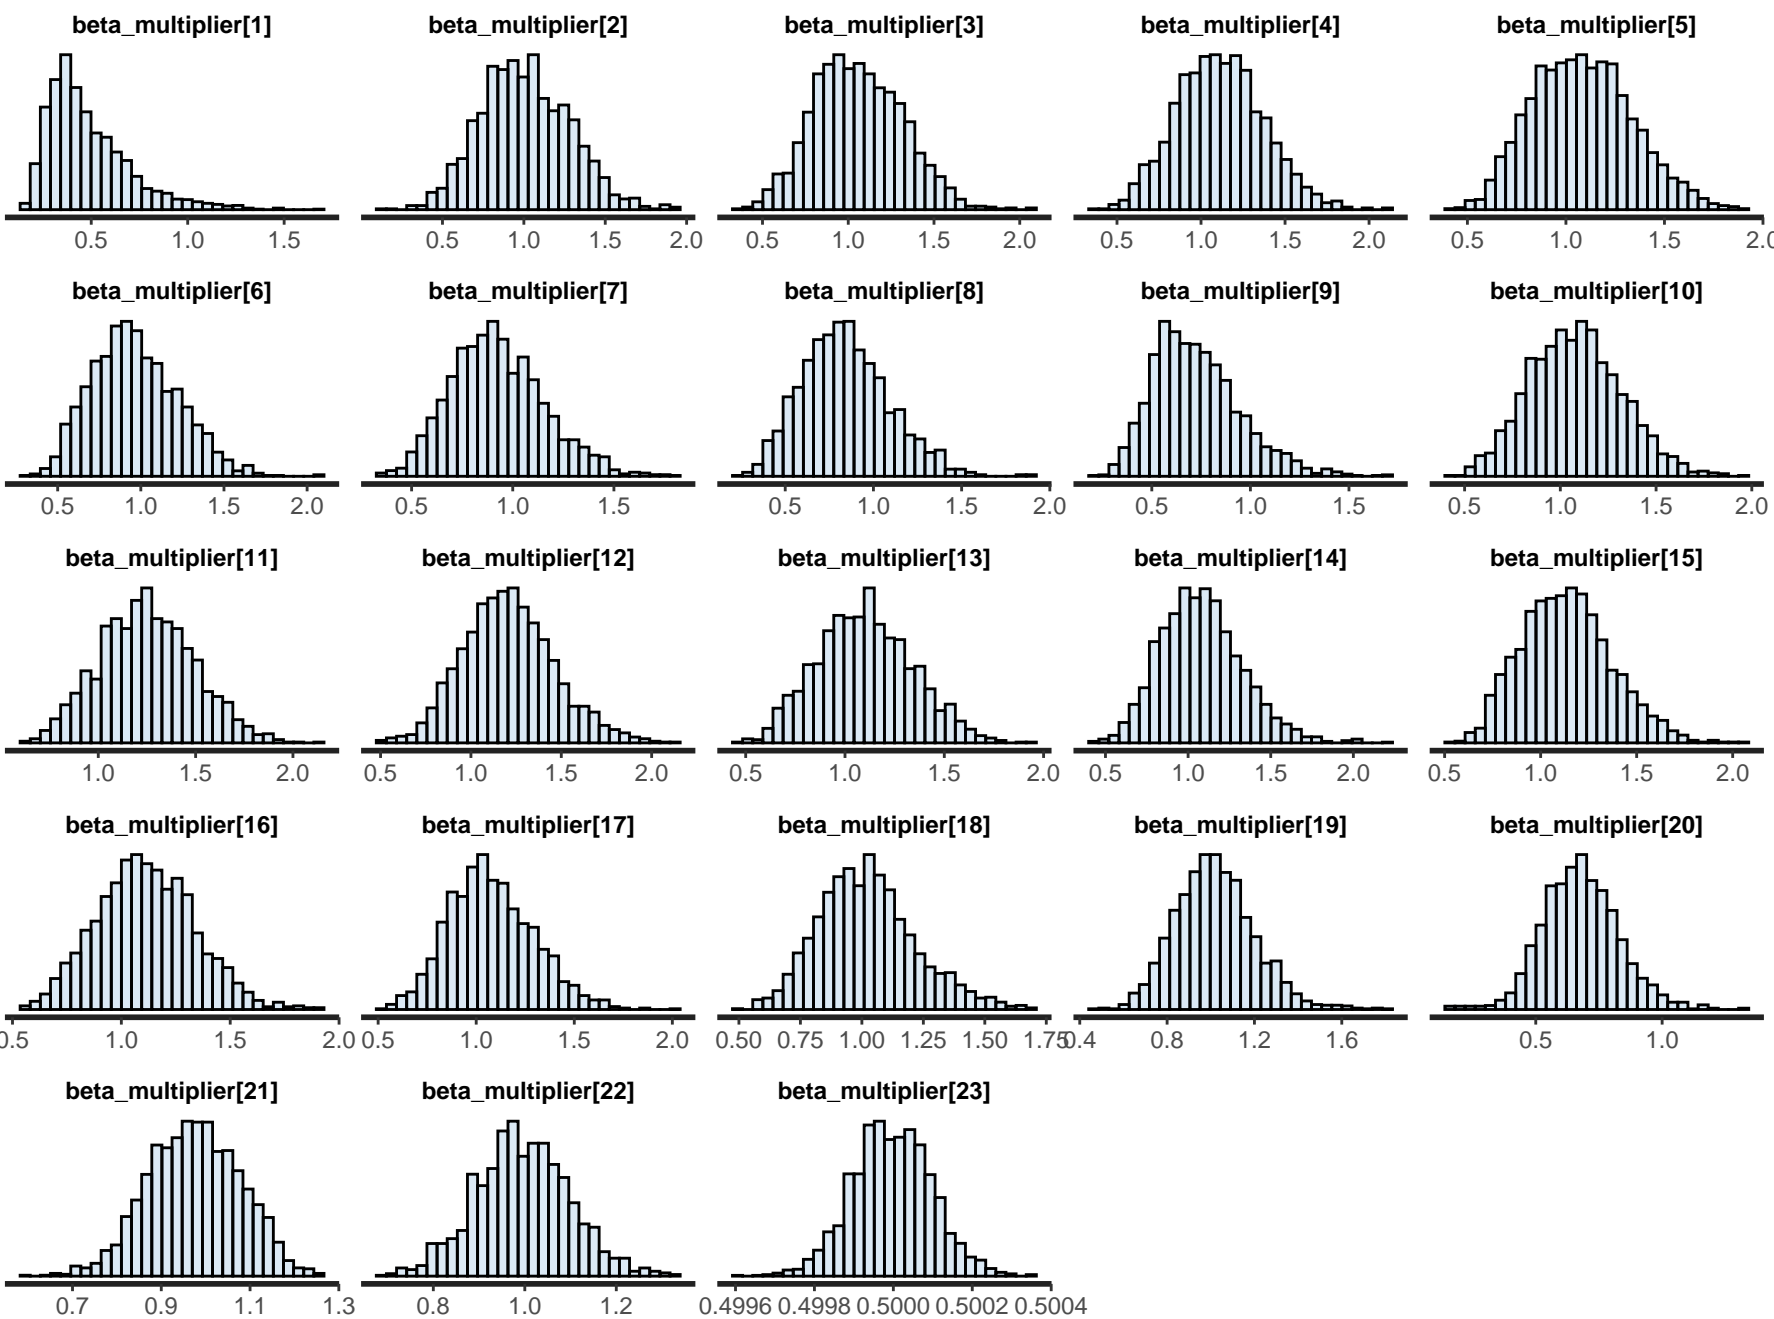 beta_multiplier[1] beta_multiplier[2] beta_multiplier[3] beta_multiplier[4] beta_multiplier[5]
0.5 1.0 1.5 0.5 1.0 1.5 2.0 0.5 1.0 1.5 2.0 0.5 1.0 1.5 2.0 0.5 1.0 1.5 2.0
beta_multiplier[6] beta_multiplier[7] beta_multiplier[8] beta_multiplier[9] beta_multiplier[10]
0.5 1.0 1.5 2.0 0.5 1.0 1.5 0.5 1.0 1.5 2.0 0.5 1.0 1.5 0.5 1.0 1.5 2.0
beta_multiplier[11] beta_multiplier[12] beta_multiplier[13] beta_multiplier[14] beta_multiplier[15]
1.0 1.5 2.0 0.5 1.0 1.5 2.0 0.5 1.0 1.5 2.0 0.5 1.0 1.5 2.0 0.5 1.0 1.5 2.0
beta_multiplier[16] beta_multiplier[17] beta_multiplier[18] beta_multiplier[19] beta_multiplier[20]
0.5 1.0 1.5 2.0 0.5 1.0 1.5 2.0 0.50 0.75 1.00 1.25 1.50 1.75 0.4 0.8 1.2 1.6 0.5 1.0
beta_multiplier[21] beta_multiplier[22] beta_multiplier[23]
0.7 0.9 1.1 1.3 0.8 1.0 1.2 0.4996 0.4998 0.5000 0.5002 0.5004